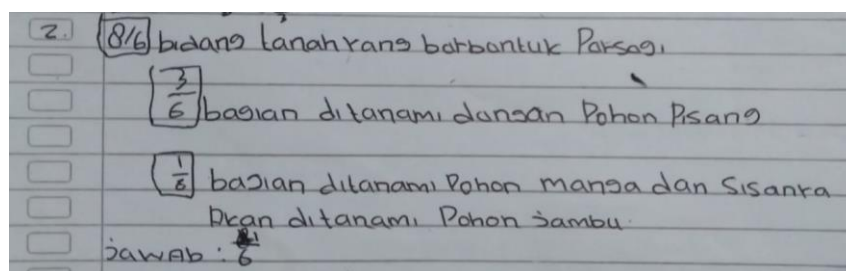 2. 8/6 bidang tanah yang berbentuk Persegi
3/6 bagian ditanami dengan Pohon Pisang
1/6 bagian ditanami Pohon mangga dan Sisanya
Akan ditanami Pohon jambu.
jawab : /6